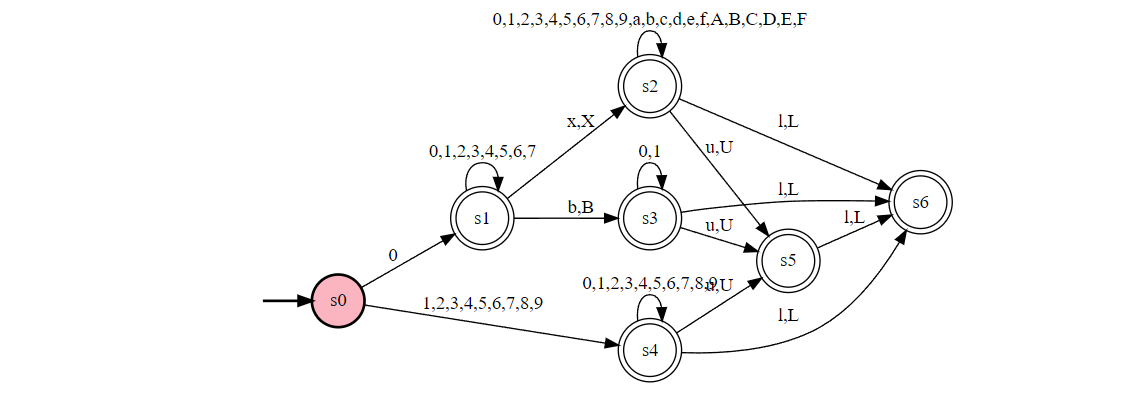 0,1,2,3,4,5,6,7,8,9,a,b,c,d,e,f,A,B,C,D,E,F
s2
x,X
l,L
0,1,2,3,4,5,6,7
0,1
u,U
l,L
s6
s1
b,B
s3
l,L
u,U
0
s5
0,1,2,3,4,5,6,7,8,9
u,U
s0
1,2,3,4,5,6,7,8,9
l,L
s4